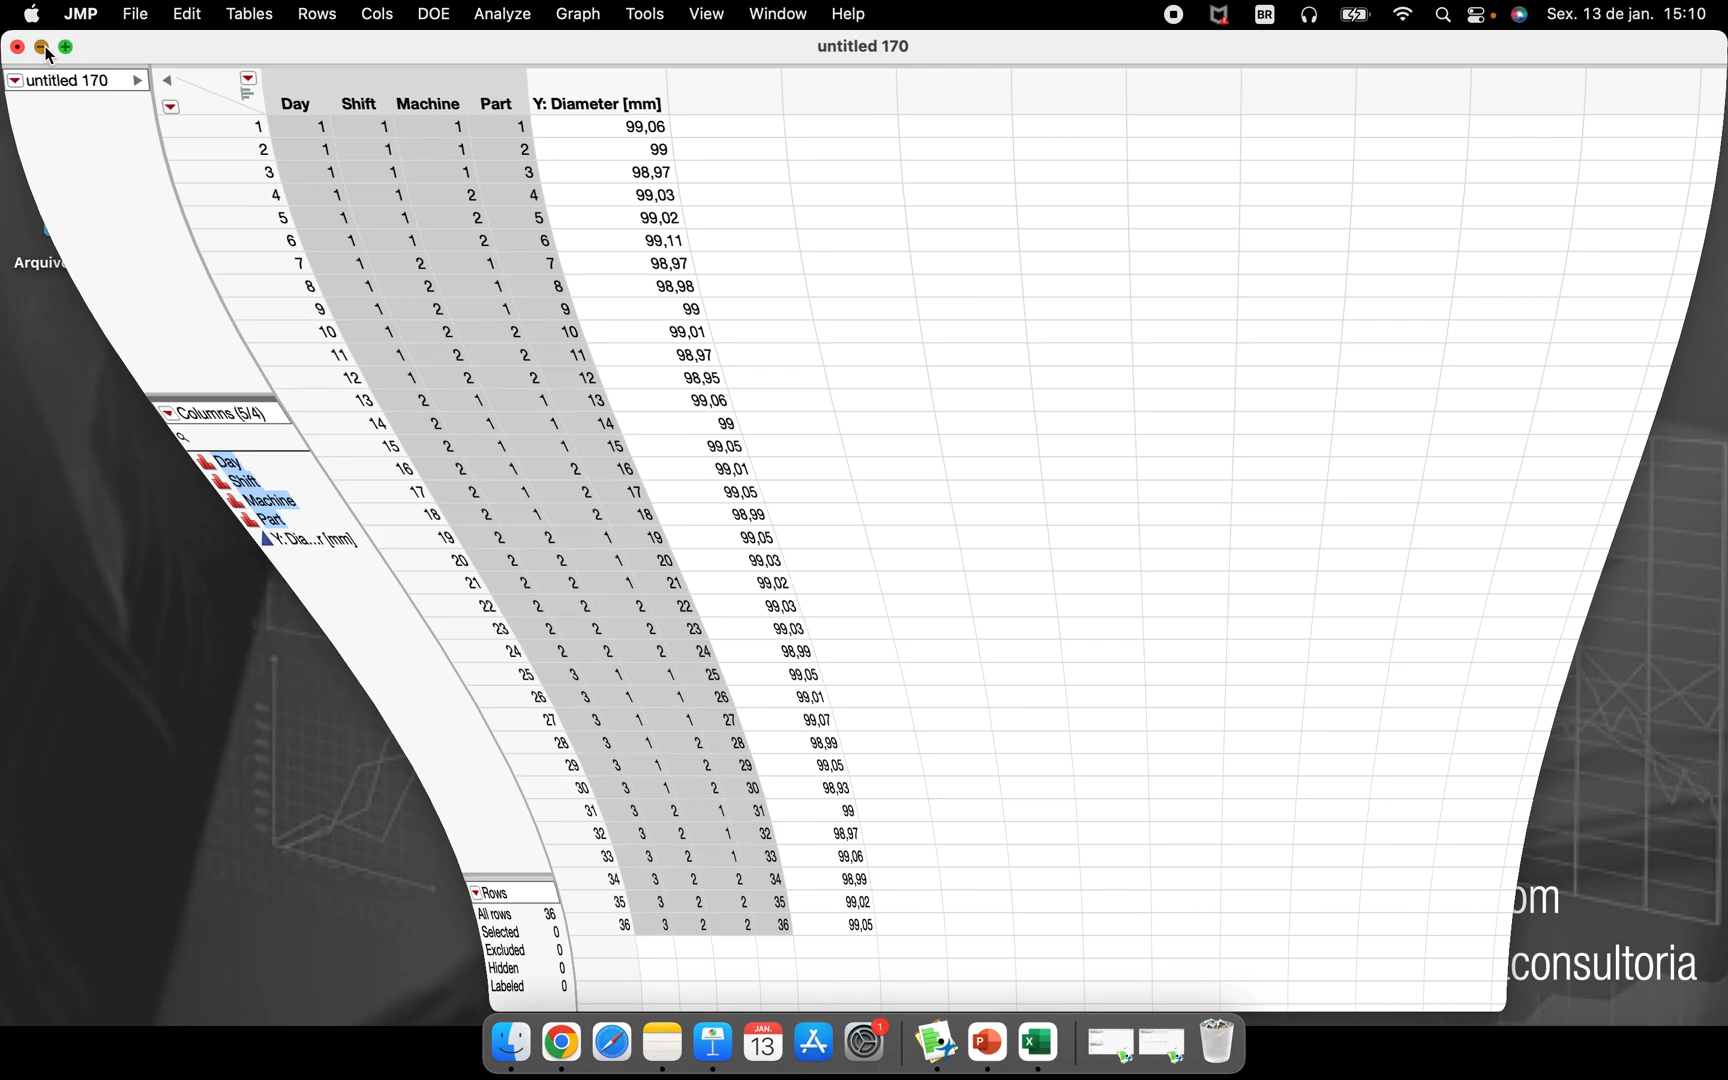 JMP File Edit Tables Rows Cols DOE Analyze Graph Tools View Window Help BR Sex. 13 de jan. 15:10
untitled 170
untitled 170
Day Shift Machine Part Y: Diameter [mm]
1 1 1 1 1 99,06
2 1 1 1 2 99
3 1 1 1 3 98,97
4 1 1 2 4 99,03
5 1 1 2 5 99,02
6 1 1 2 6 99,11
7 1 2 1 7 98,97
8 1 2 1 8 98,98
9 1 2 1 9 99
10 1 2 2 10 99,01
11 1 2 2 11 98,97
12 1 2 2 12 98,95
13 2 1 1 13 99,06
14 2 1 1 14 99
15 2 1 1 15 99,05
16 2 1 2 16 99,01
17 2 1 2 17 99,05
18 2 1 2 18 98,99
19 2 2 1 19 99,05
20 2 2 1 20 99,03
21 2 2 1 21 99,02
22 2 2 2 22 99,03
23 2 2 2 23 99,03
24 2 2 2 24 98,99
25 3 1 1 25 99,05
26 3 1 1 26 99,01
27 3 1 1 27 99,07
28 3 1 2 28 98,99
29 3 1 2 29 99,05
30 3 1 2 30 98,93
31 3 2 1 31 99
32 3 2 1 32 98,97
33 3 2 1 33 99,06
34 3 2 2 34 98,99
35 3 2 2 35 99,02
36 3 2 2 36 99,05
Arquiv
Columns (5/4)
Day
Shift
Machine
Part
Y: Dia...r [mm]
Rows
All rows 36
Selected 0
Excluded 0
Hidden 0
Labeled 0
om
consultoria
JAN.
13
1
P
X